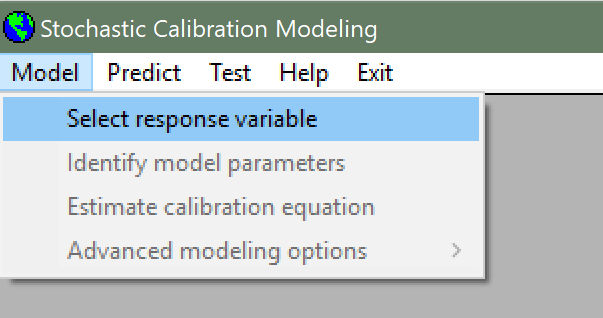 Stochastic Calibration Modeling
Model Predict Test Help Exit
Select response variable
Identify model parameters
Estimate calibration equation
Advanced modeling options